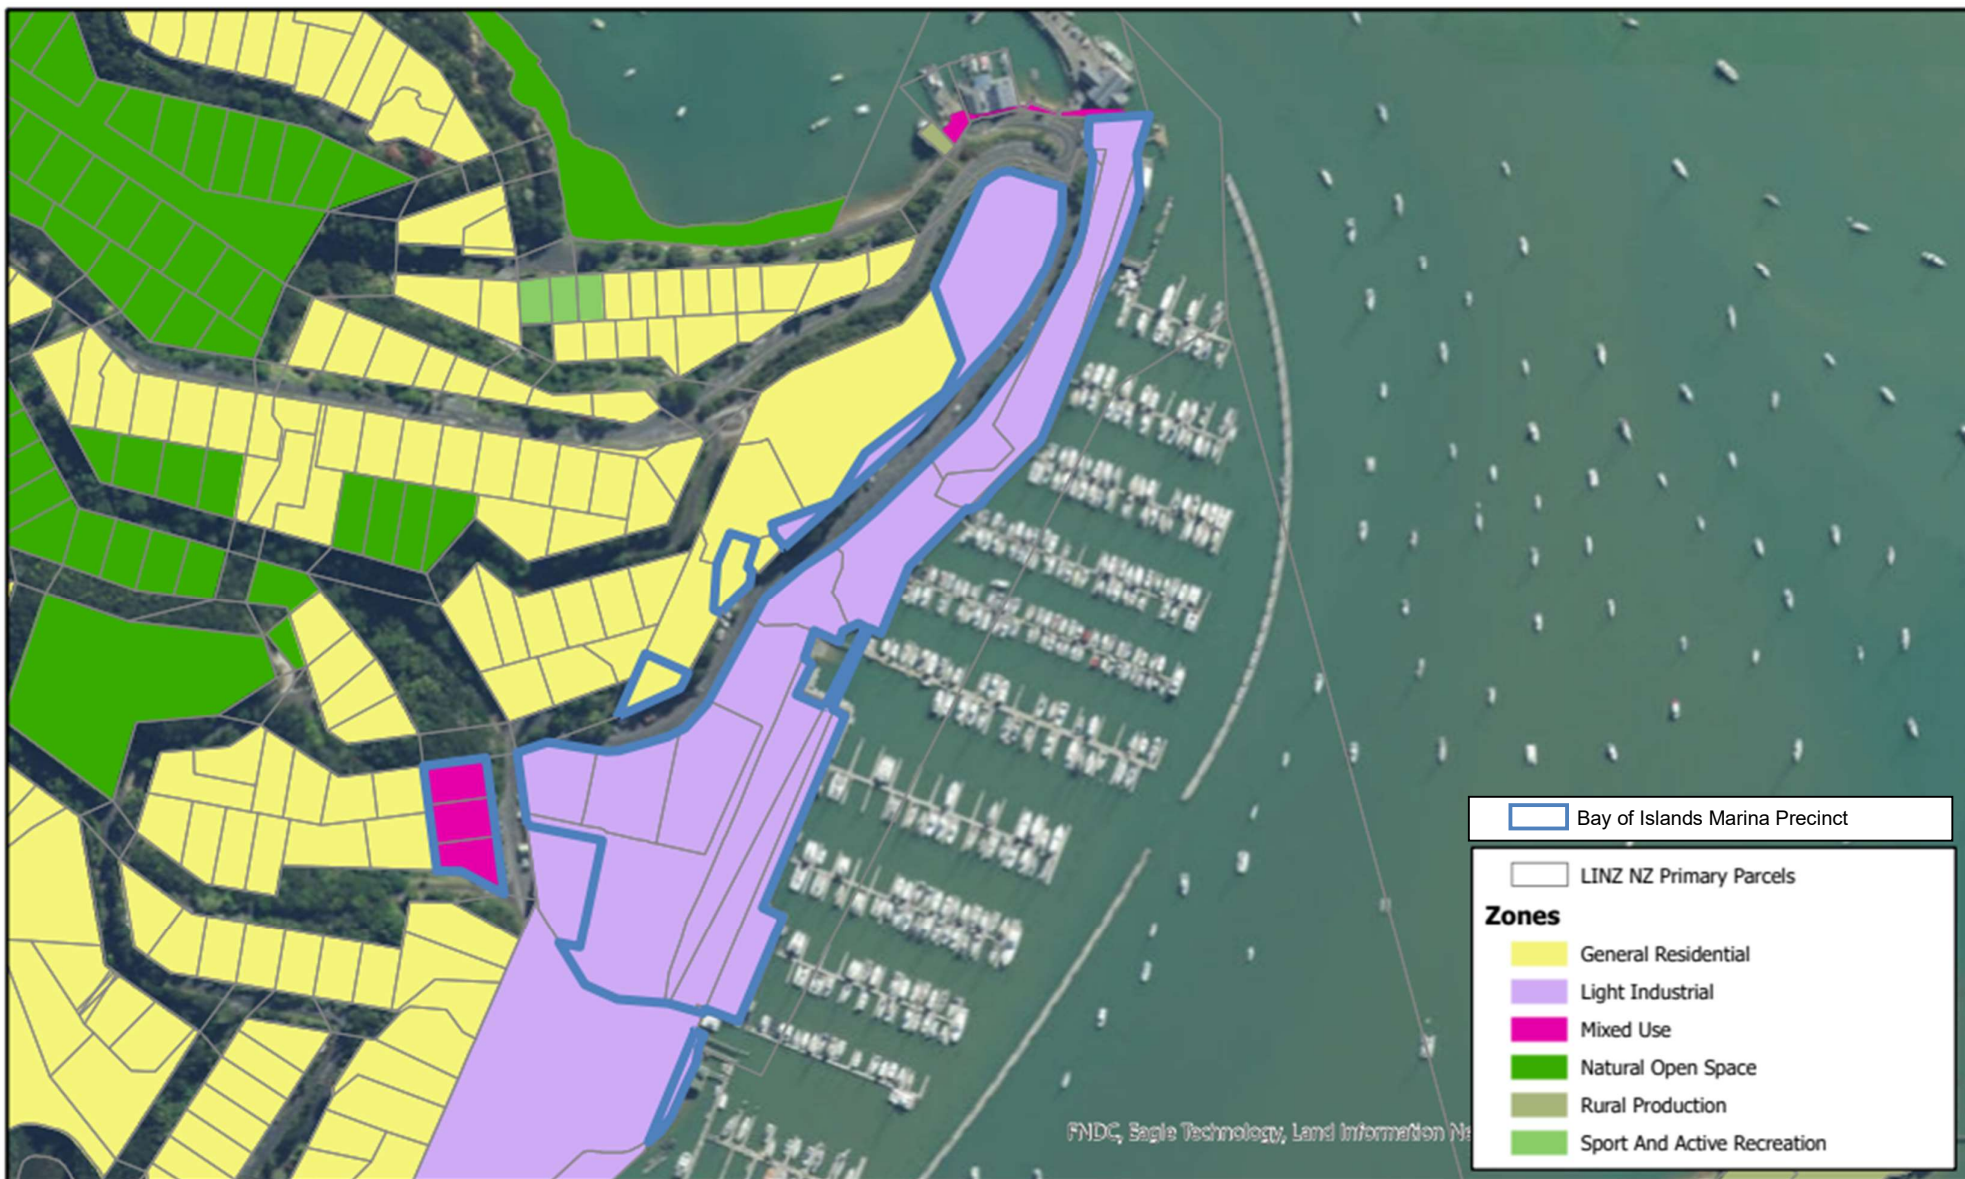 Bay of Islands Marina Precinct
LINZ NZ Primary Parcels
Zones
General Residential
Light Industrial
Mixed Use
Natural Open Space
Rural Production
Sport And Active Recreation
FNDC, Eagle Technology, Land Information